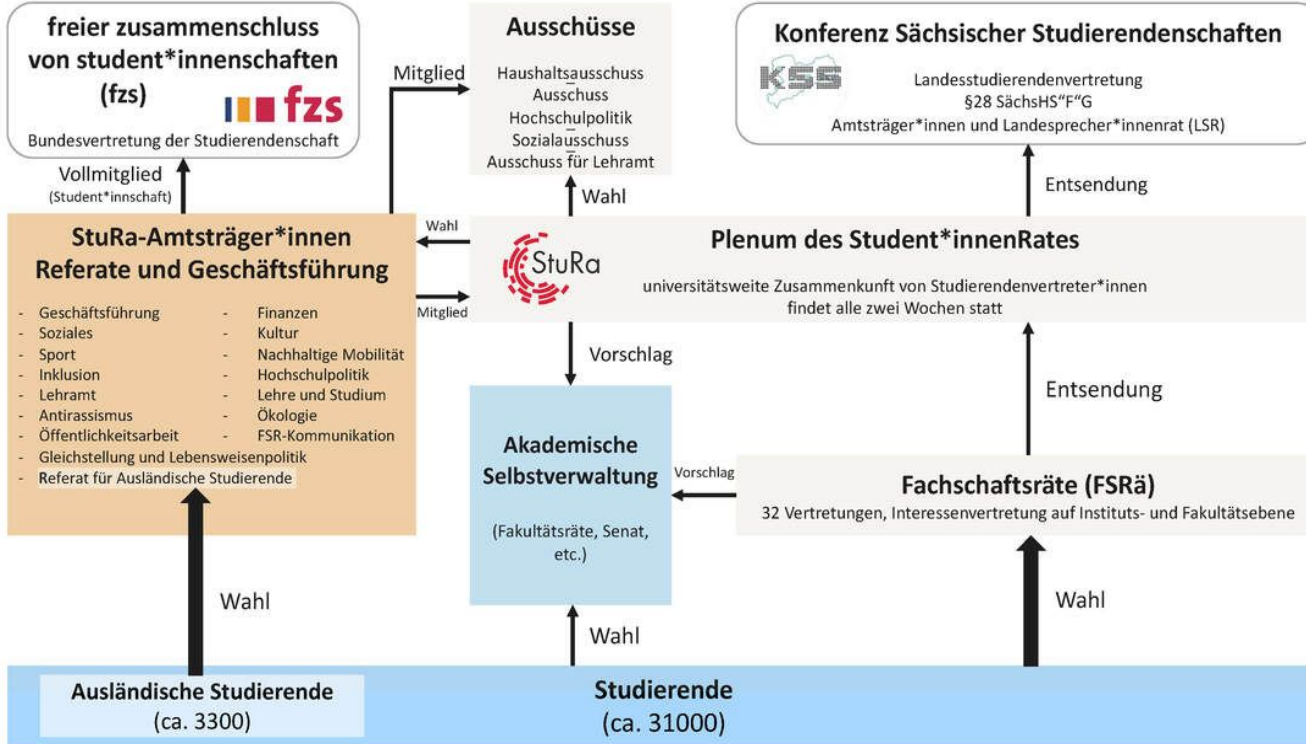 freier zusammenschluss
von student*innenschaften
(fzs)
fzs
Bundesvertretung der Studierendenschaft
Mitglied
Ausschüsse
Haushaltsausschuss
–
Ausschuss
Hochschulpolitik
–
Sozialausschuss
–
Ausschuss für Lehramt
Konferenz Sächsischer Studierendenschaften
KSS
Landesstudierendenvertretung
§28 SächsHS"F"G
Amtsträger*innen und Landesprecher*innenrat (LSR)
Vollmitglied
(Student*innschaft)
Wahl
Entsendung
StuRa-Amtsträger*innen
Referate und Geschäftsführung
- Geschäftsführung
- Soziales
- Sport
- Inklusion
- Lehramt
- Antirassismus
- Öffentlichkeitsarbeit
- Gleichstellung und Lebensweisenpolitik
- Referat für Ausländische Studierende
- Finanzen
- Kultur
- Nachhaltige Mobilität
- Hochschulpolitik
- Lehre und Studium
- Ökologie
- FSR-Kommunikation
Wahl
Mitglied
StuRa
Plenum des Student*innenRates
universitätsweite Zusammenkunft von Studierendenvertreter*innen
findet alle zwei Wochen statt
Vorschlag
Entsendung
Akademische
Selbstverwaltung
(Fakultätsräte, Senat,
etc.)
Vorschlag
Fachschaftsräte (FSRä)
32 Vertretungen, Interessenvertretung auf Instituts- und Fakultätsebene
Wahl
Wahl
Wahl
Ausländische Studierende
(ca. 3300)
Studierende
(ca. 31000)